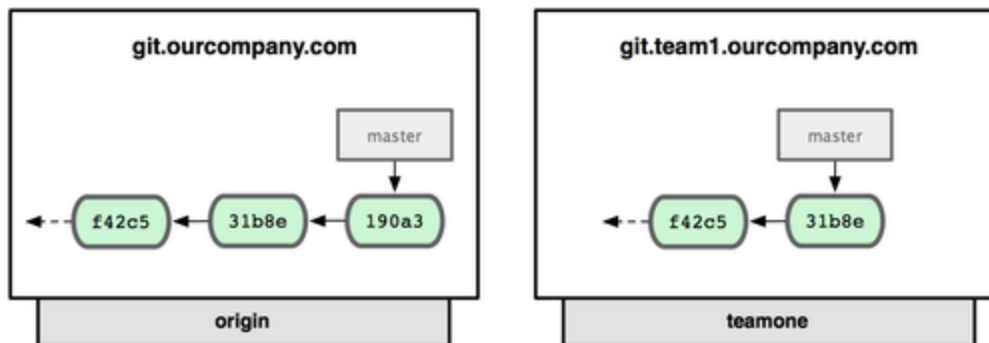 git.ourcompany.com
master
f42c5 31b8e 190a3
origin
git.team1.ourcompany.com
master
f42c5 31b8e
teamone